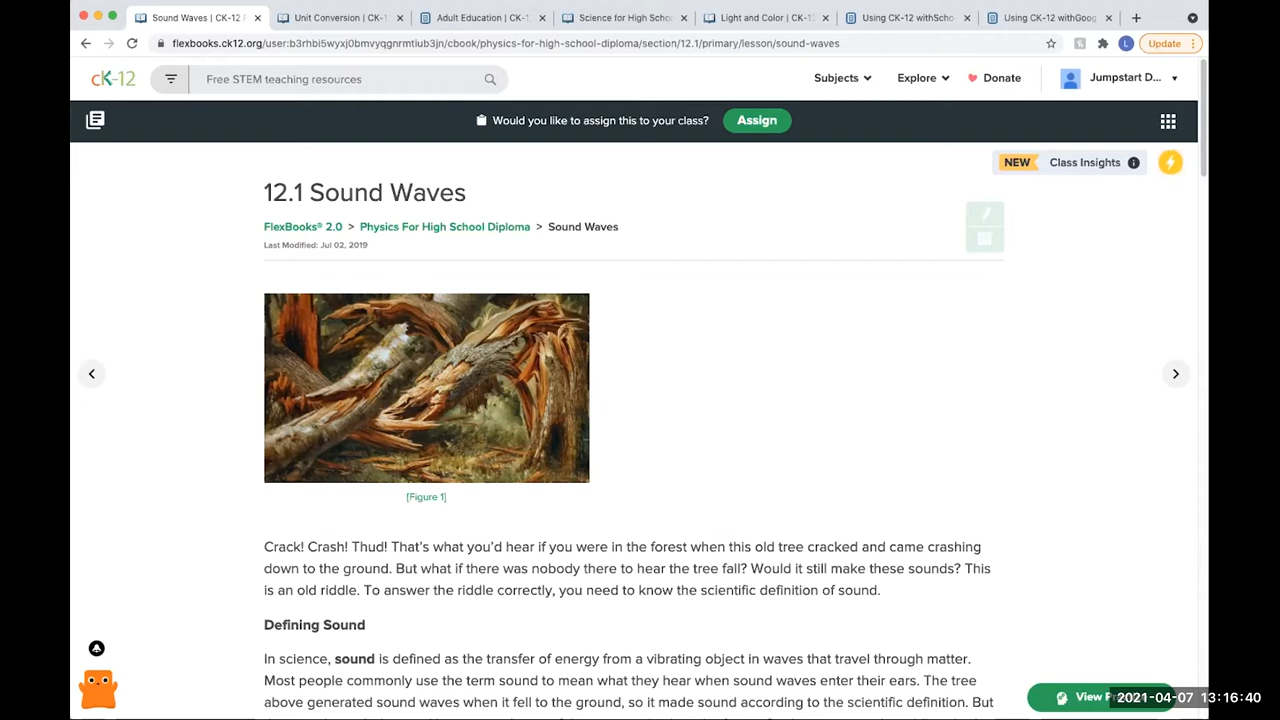 Sound Waves | CK-12 F
Unit Conversion | CK-1
Adult Education | CK-1
Science for High Schoo
Light and Color | CK-12
Using CK-12 withScho
Using CK-12 withGoog
flexbooks.ck12.org/user:b3rhbi5wyxj0bmvyqgnrmtiub3jn/cbook/physics-for-high-school-diploma/section/12.1/primary/lesson/sound-waves
L
Update
cK-12
Free STEM teaching resources
Subjects
Explore
Donate
Jumpstart D...
Would you like to assign this to your class?
Assign
NEW
Class Insights
12.1 Sound Waves
FlexBooks® 2.0 > Physics For High School Diploma > Sound Waves
Last Modified: Jul 02, 2019
[Figure 1]
Crack! Crash! Thud! That's what you'd hear if you were in the forest when this old tree cracked and came crashing
down to the ground. But what if there was nobody there to hear the tree fall? Would it still make these sounds? This
is an old riddle. To answer the riddle correctly, you need to know the scientific definition of sound.
Defining Sound
In science, sound is defined as the transfer of energy from a vibrating object in waves that travel through matter.
Most people commonly use the term sound to mean what they hear when sound waves enter their ears. The tree
above generated sound waves when it fell to the ground, so it made sound according to the scientific definition. But
View
2021-04-07 13:16:40